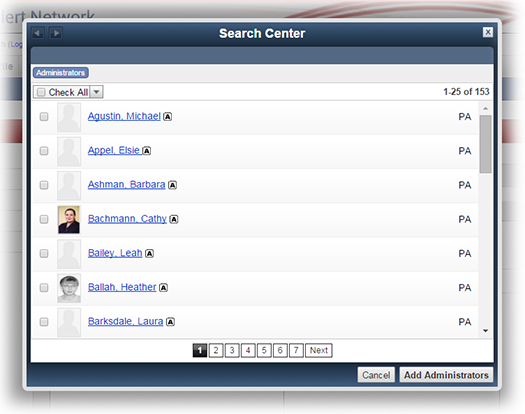 lert Network
Search Center
Administrators
Check All
1-25 of 153
Agustin, Michael A PA
Appel, Elsie A PA
Ashman, Barbara A PA
Bachmann, Cathy A PA
Bailey, Leah A PA
Ballah, Heather A PA
Barksdale, Laura A PA
1 2 3 4 5 6 7 Next
Cancel Add Administrators